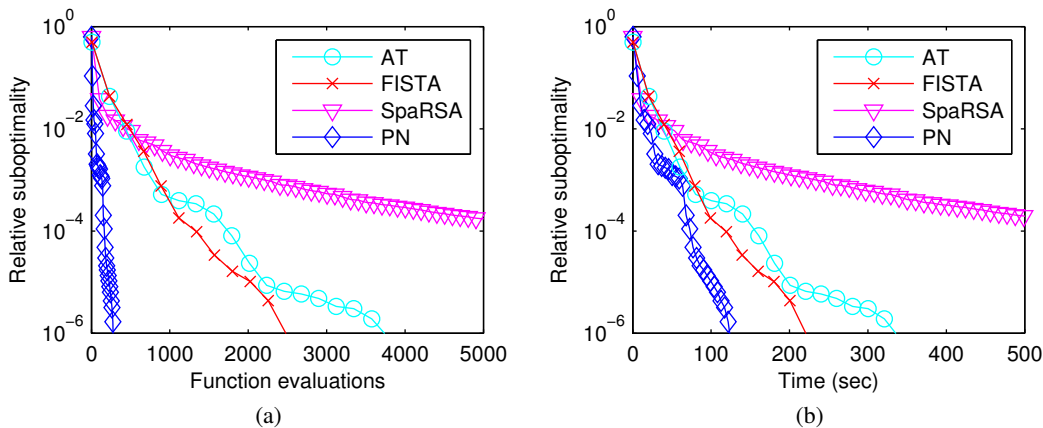 10^0
10^-2
10^-4
10^-6
Relative suboptimality
0 1000 2000 3000 4000 5000
Function evaluations
AT
FISTA
SpaRSA
PN
(a)
10^0
10^-2
10^-4
10^-6
Relative suboptimality
0 100 200 300 400 500
Time (sec)
AT
FISTA
SpaRSA
PN
(b)